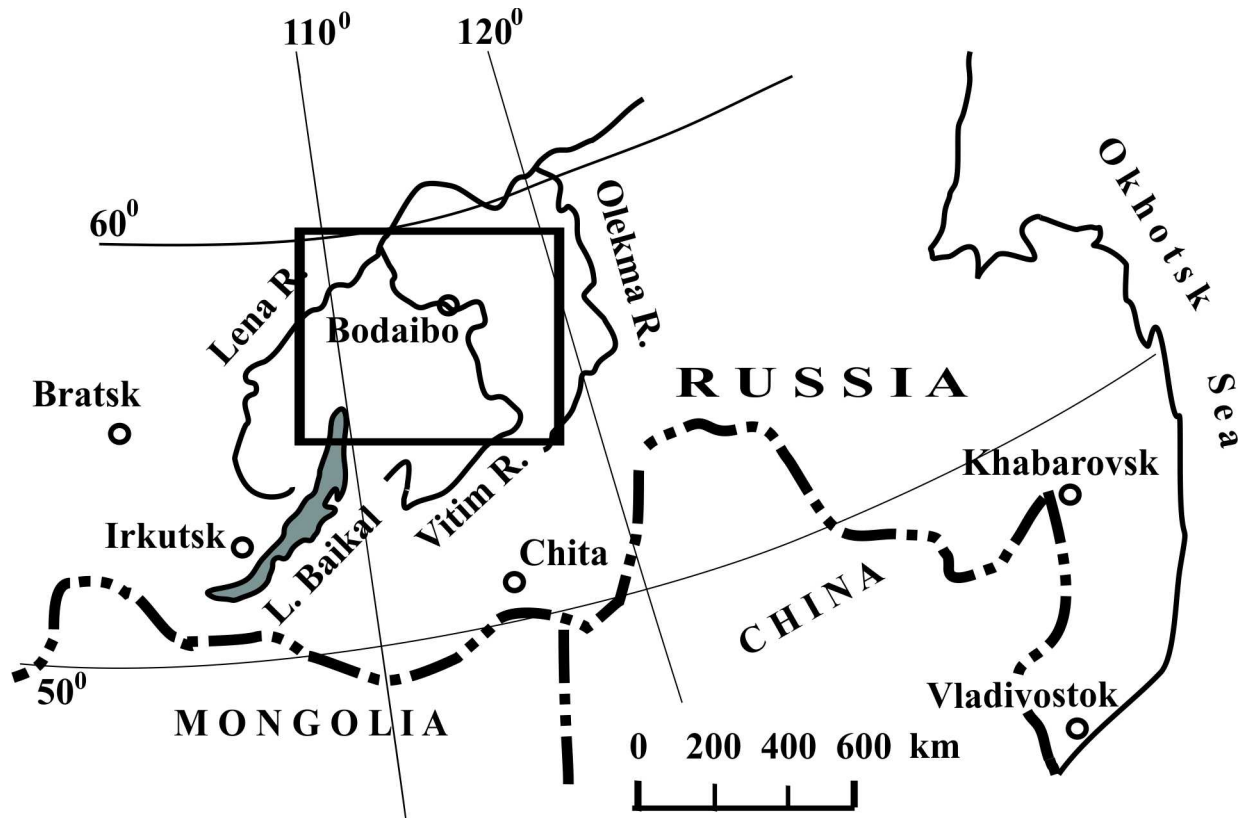 110⁰
120⁰
60⁰
Okhotsk
Sea
Olekma R.
Lena R.
Bodaibo
RUSSIA
Bratsk
Khabarovsk
Vitim R.
Irkutsk
Chita
L. Baikal
CHINA
50⁰
MONGOLIA
Vladivostok
0 200 400 600 km